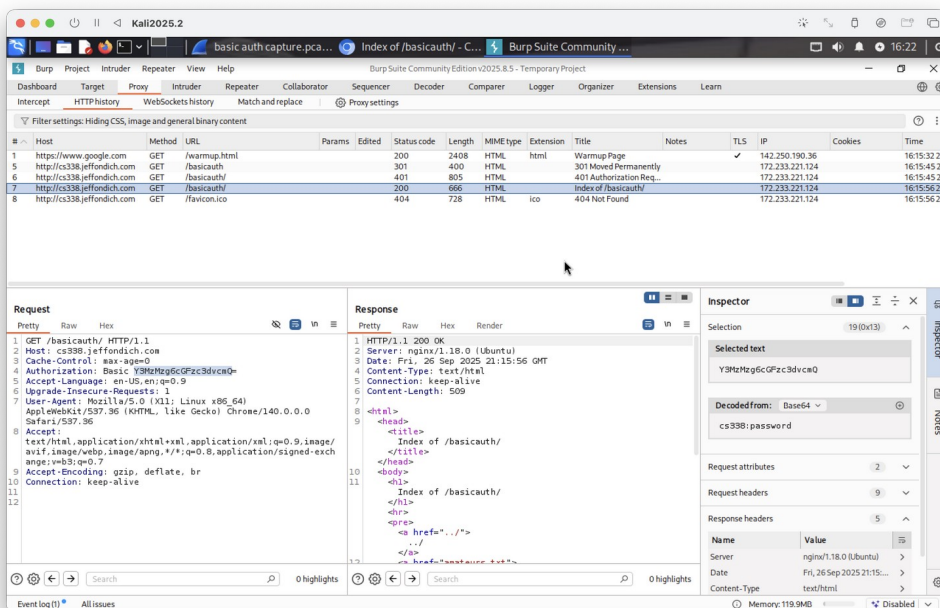 Kali2025.2
basic auth capture.pca... Index of /basicauth/ - C... Burp Suite Community ... 16:22
Burp Project Intruder Repeater View Help Burp Suite Community Edition v2025.8.5 - Temporary Project
Dashboard Target Proxy Intruder Repeater Collaborator Sequencer Decoder Comparer Logger Organizer Extensions Learn
Intercept HTTP history WebSockets history Match and replace Proxy settings
Filter settings: Hiding CSS, image and general binary content
# Host Method URL Params Edited Status code Length MIME type Extension Title Notes TLS IP Cookies Time
1 https://www.google.com GET /warmup.html 200 2408 HTML html Warmup Page ✓ 142.250.190.36 16:15:32 2
5 http://cs338.jeffondich.com GET /basicauth 301 400 HTML 301 Moved Permanently 172.233.221.124 16:15:45 2
6 http://cs338.jeffondich.com GET /basicauth/ 401 805 HTML 401 Authorization Req... 172.233.221.124 16:15:45 2
7 http://cs338.jeffondich.com GET /basicauth/ 200 666 HTML Index of /basicauth/ 172.233.221.124 16:15:56 2
8 http://cs338.jeffondich.com GET /favicon.ico 404 728 HTML ico 404 Not Found 172.233.221.124 16:15:56 2
Request
Pretty Raw Hex \n
1 GET /basicauth/ HTTP/1.1
2 Host: cs338.jeffondich.com
3 Cache-Control: max-age=0
4 Authorization: Basic Y3MzMzg6cGFzc3dvcmQ=
5 Accept-Language: en-US,en;q=0.9
6 Upgrade-Insecure-Requests: 1
7 User-Agent: Mozilla/5.0 (X11; Linux x86_64)
AppleWebKit/537.36 (KHTML, like Gecko) Chrome/140.0.0.0
Safari/537.36
8 Accept:
text/html,application/xhtml+xml,application/xml;q=0.9,image/
avif,image/webp,image/apng,*/*;q=0.8,application/signed-exch
ange;v=b3;q=0.7
9 Accept-Encoding: gzip, deflate, br
10 Connection: keep-alive
11
12
Search 0 highlights
Response
Pretty Raw Hex Render \n
1 HTTP/1.1 200 OK
2 Server: nginx/1.18.0 (Ubuntu)
3 Date: Fri, 26 Sep 2025 21:15:56 GMT
4 Content-Type: text/html
5 Connection: keep-alive
6 Content-Length: 509
7
8 <html>
9 <head>
<title>
Index of /basicauth/
</title>
</head>
10 <body>
11 <h1>
Index of /basicauth/
</h1>
<hr>
<pre>
<a href="../">
../
</a>
12 <a href="amateurs.txt">
Search 0 highlights
Inspector
Selection 19 (0x13)
Selected text
Y3MzMzg6cGFzc3dvcmQ
Decoded from: Base64
cs338:password
Request attributes 2
Request headers 9
Response headers 5
Name Value
Server nginx/1.18.0 (Ubuntu)
Date Fri, 26 Sep 2025 21:15:...
Content-Type text/html
Inspector
Notes
Event log (1) All issues Memory: 119.9MB Disabled